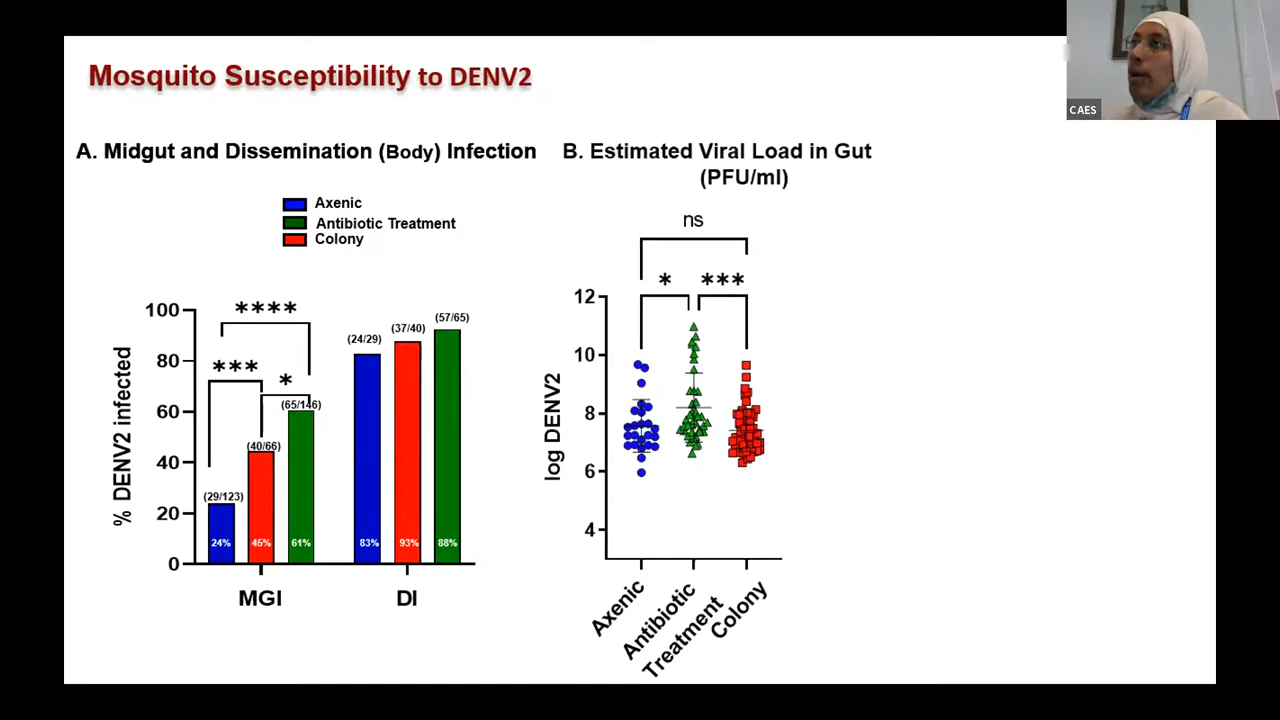 Mosquito Susceptibility to DENV2
CAES
A. Midgut and Dissemination (Body) Infection
Axenic
Antibiotic Treatment
Colony
% DENV2 infected
100
80
60
40
20
0
****
***
*
(29/123)
(40/66)
(65/146)
(24/29)
(37/40)
(57/65)
24%
45%
61%
83%
93%
88%
MGI
DI
B. Estimated Viral Load in Gut
(PFU/ml)
ns
*
***
log DENV2
12
10
8
6
4
Axenic
Antibiotic
Treatment
Colony